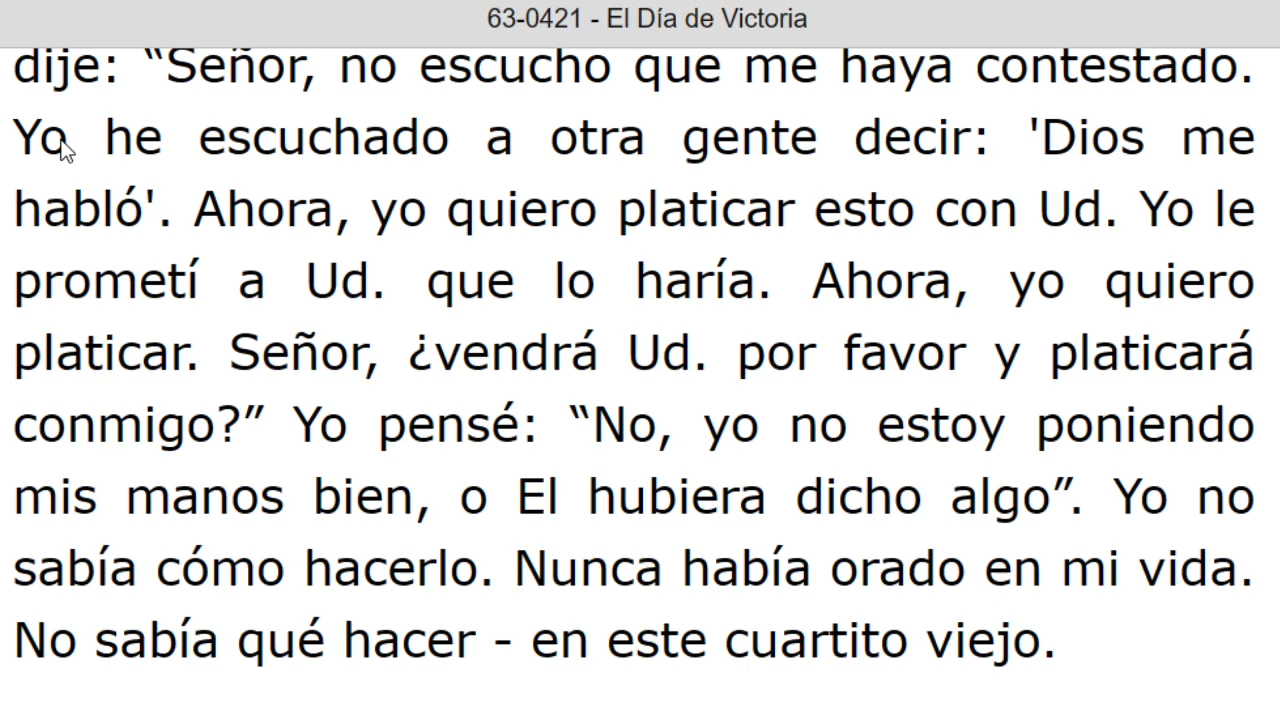 63-0421 - El Día de Victoria
dije: “Señor, no escucho que me haya contestado.
Yo he escuchado a otra gente decir: 'Dios me
habló'. Ahora, yo quiero platicar esto con Ud. Yo le
prometí a Ud. que lo haría. Ahora, yo quiero
platicar. Señor, ¿vendrá Ud. por favor y platicará
conmigo?” Yo pensé: “No, yo no estoy poniendo
mis manos bien, o El hubiera dicho algo”. Yo no
sabía cómo hacerlo. Nunca había orado en mi vida.
No sabía qué hacer - en este cuartito viejo.